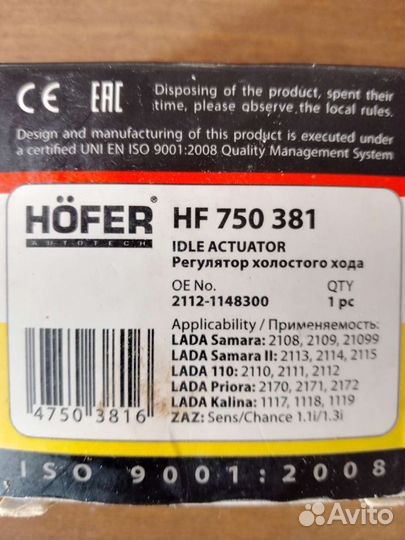 CE EAC
Disposing of the product, spent their
time, please observe the local rules.
Design and manufacturing of this product is executed under
a certified UNI EN ISO 9001:2008 Quality Management System
HÖFER®
AUTOTECH
HF 750 381
IDLE ACTUATOR
Регулятор холостого хода
OE No. QTY
2112-1148300 1 pc
Applicability / Применяемость:
LADA Samara: 2108, 2109, 21099
LADA Samara II: 2113, 2114, 2115
LADA 110: 2110, 2111, 2112
LADA Priora: 2170, 2171, 2172
LADA Kalina: 1117, 1118, 1119
ZAZ: Sens/Chance 1.1i/1.3i
4750 3816
ISO 9001:2008
Avito